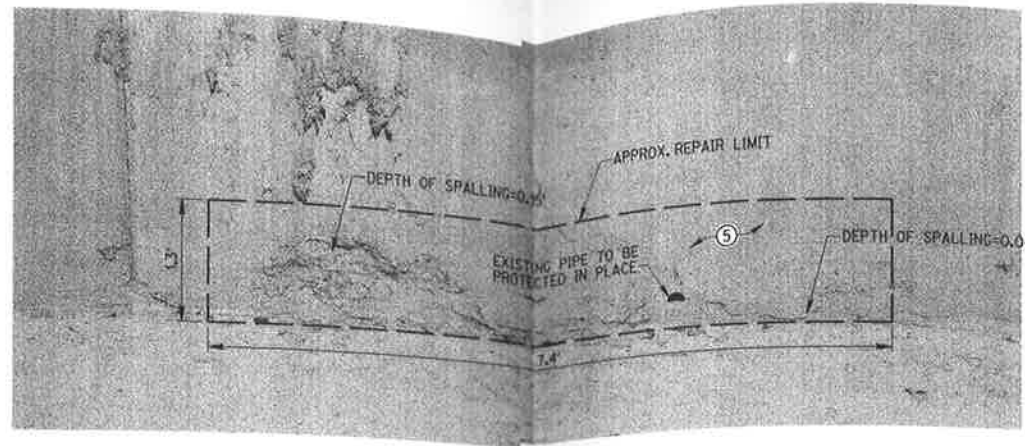 APPROX. REPAIR LIMIT
DEPTH OF SPALLING=0.15'
5
DEPTH OF SPALLING=0.0
EXISTING PIPE TO BE
PROTECTED IN PLACE
7.4'